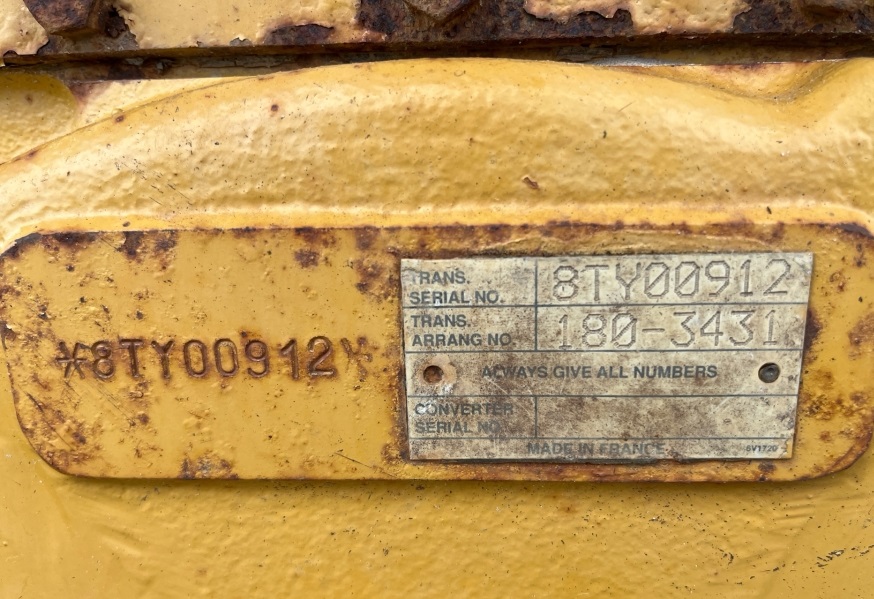 *8TY00912*
TRANS.
SERIAL NO. 8TY00912
TRANS.
ARRANG NO. 180-3431
ALWAYS GIVE ALL NUMBERS
CONVERTER
SERIAL NO.
MADE IN FRANCE